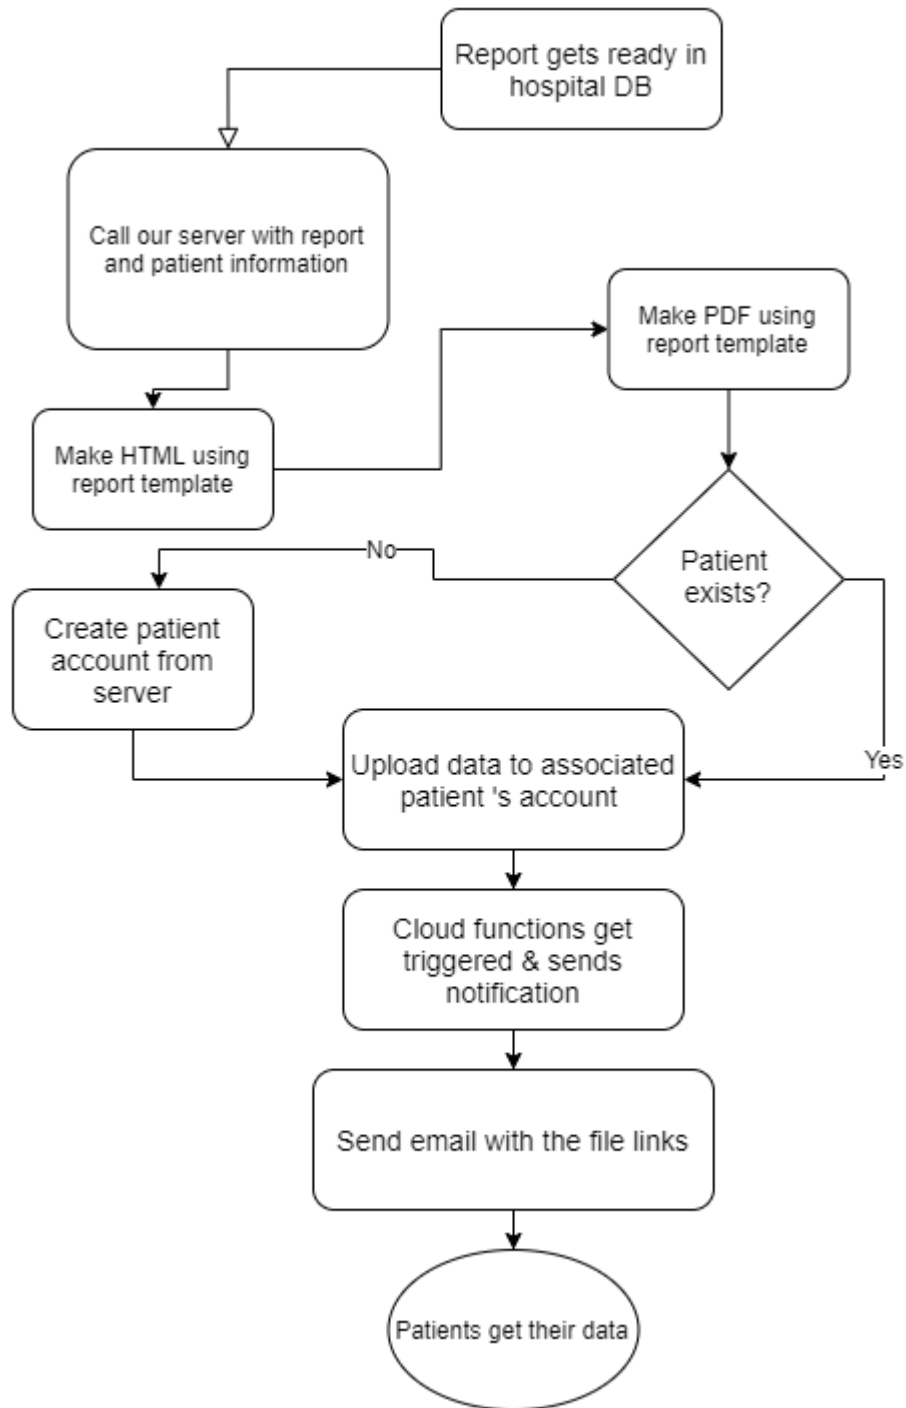 Report gets ready in
hospital DB
Call our server with report
and patient information
Make HTML using
report template
Make PDF using
report template
Patient
exists?
No
Yes
Create patient
account from
server
Upload data to associated
patient 's account
Cloud functions get
triggered & sends
notification
Send email with the file links
Patients get their data